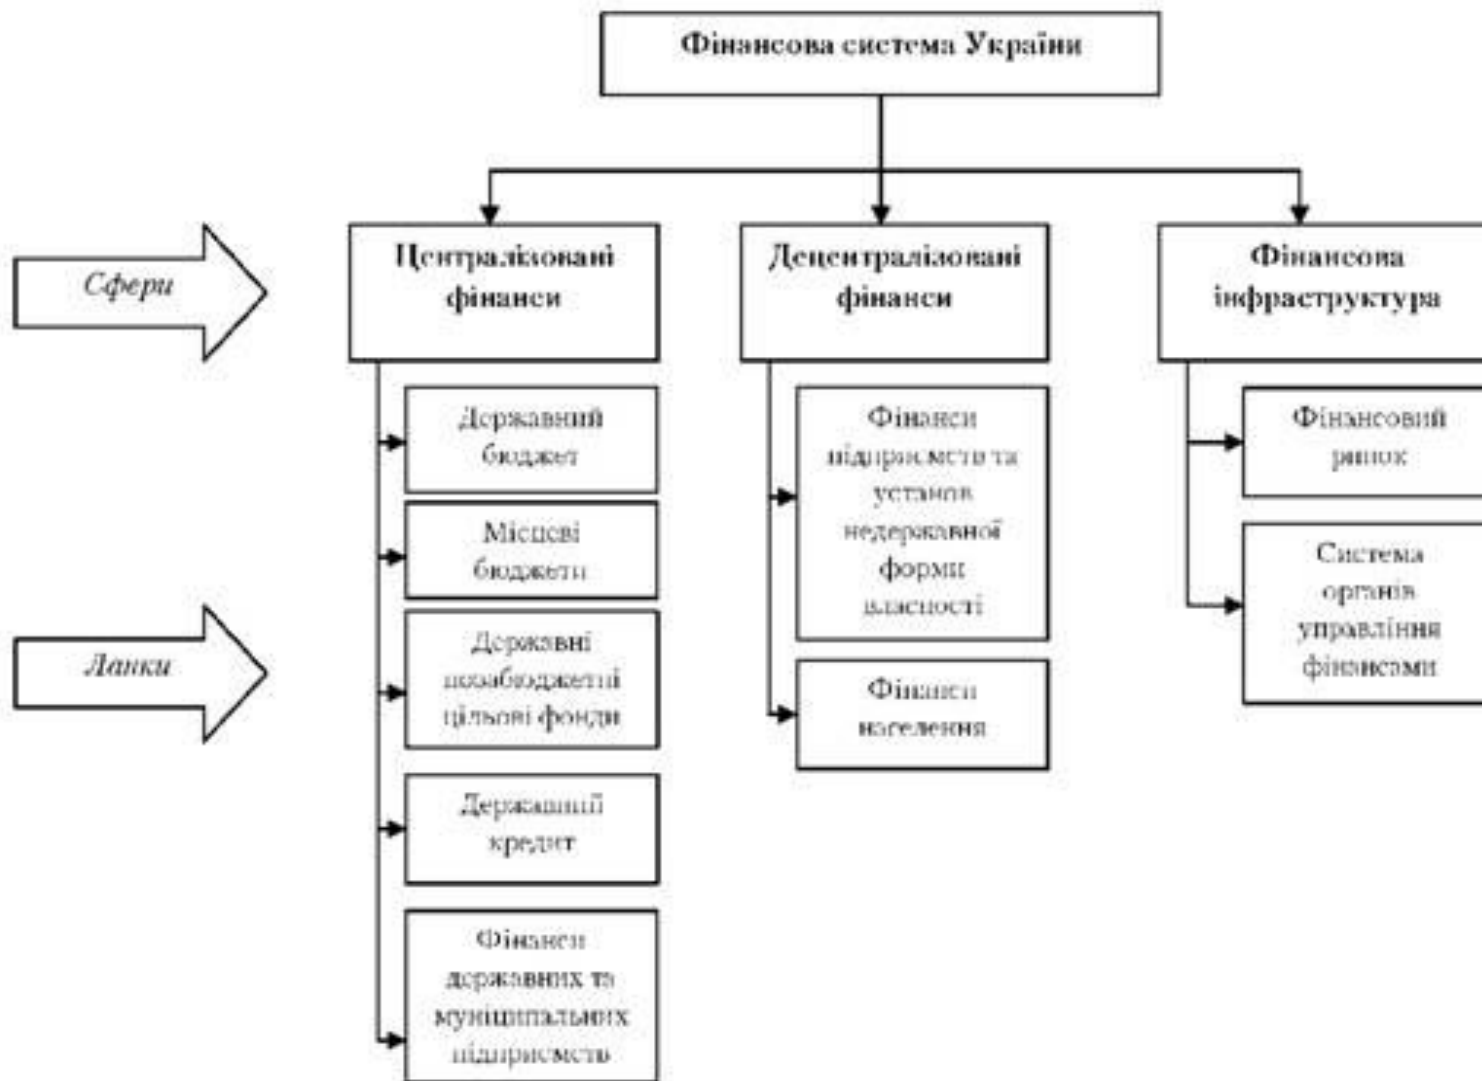 Фінансова система України
Сфери
Централізовані
фінанси
Децентралізовані
фінанси
Фінансова
інфраструктура
Ланки
Державний
бюджет
Місцеві
бюджети
Державні
позабюджетні
цільові фонди
Державний
кредит
Фінанси
державних та
муніципальних
підприємств
Фінанси
підприємств та
установ
недержавної
форми
власності
Фінанси
населення
Фінансовий
ринок
Система
органів
управління
фінансами